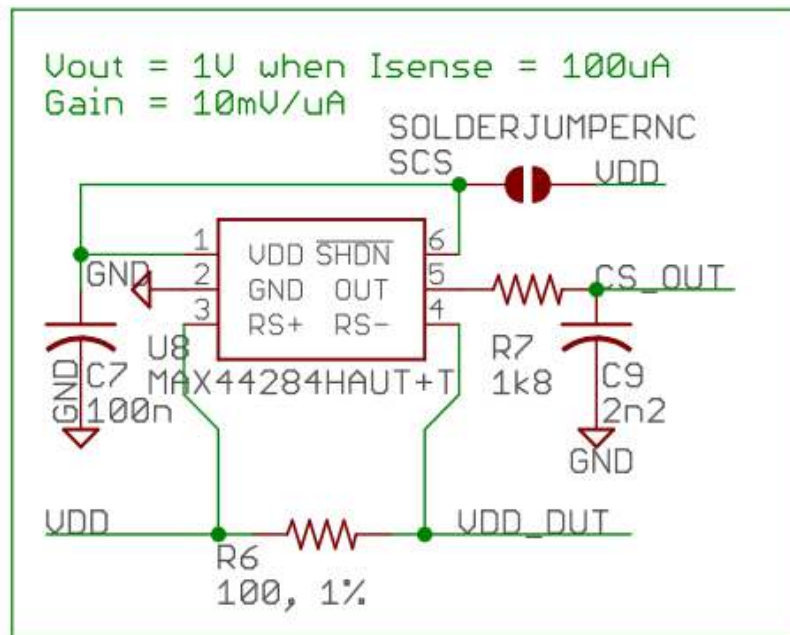 Vout = 1V when Isense = 100uA
Gain = 10mV/uA
SOLDERJUMPERNC
SCS
VDD
1
VDD
SHDN
6
GND
2
GND
OUT
5
CS_OUT
3
RS+
RS-
4
U8
MAX44284HAUT+T
R7
1k8
C7
100n
GND
C9
2n2
GND
VDD
VDD_DUT
R6
100, 1%